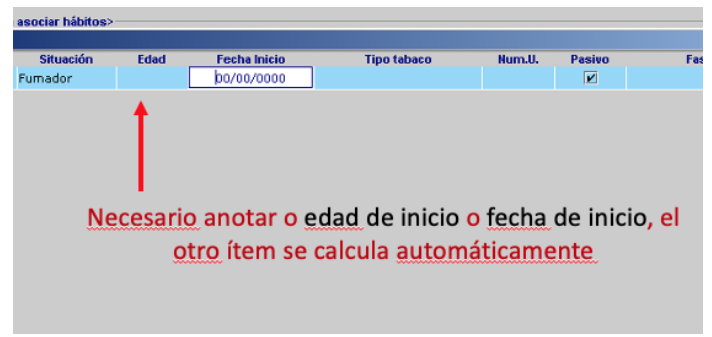 asociar hábitos>
Situación Edad Fecha Inicio Tipo tabaco Num.U. Pasivo Fas
Fumador 00/00/0000
Necesario anotar o edad de inicio o fecha de inicio, el
otro ítem se calcula automáticamente